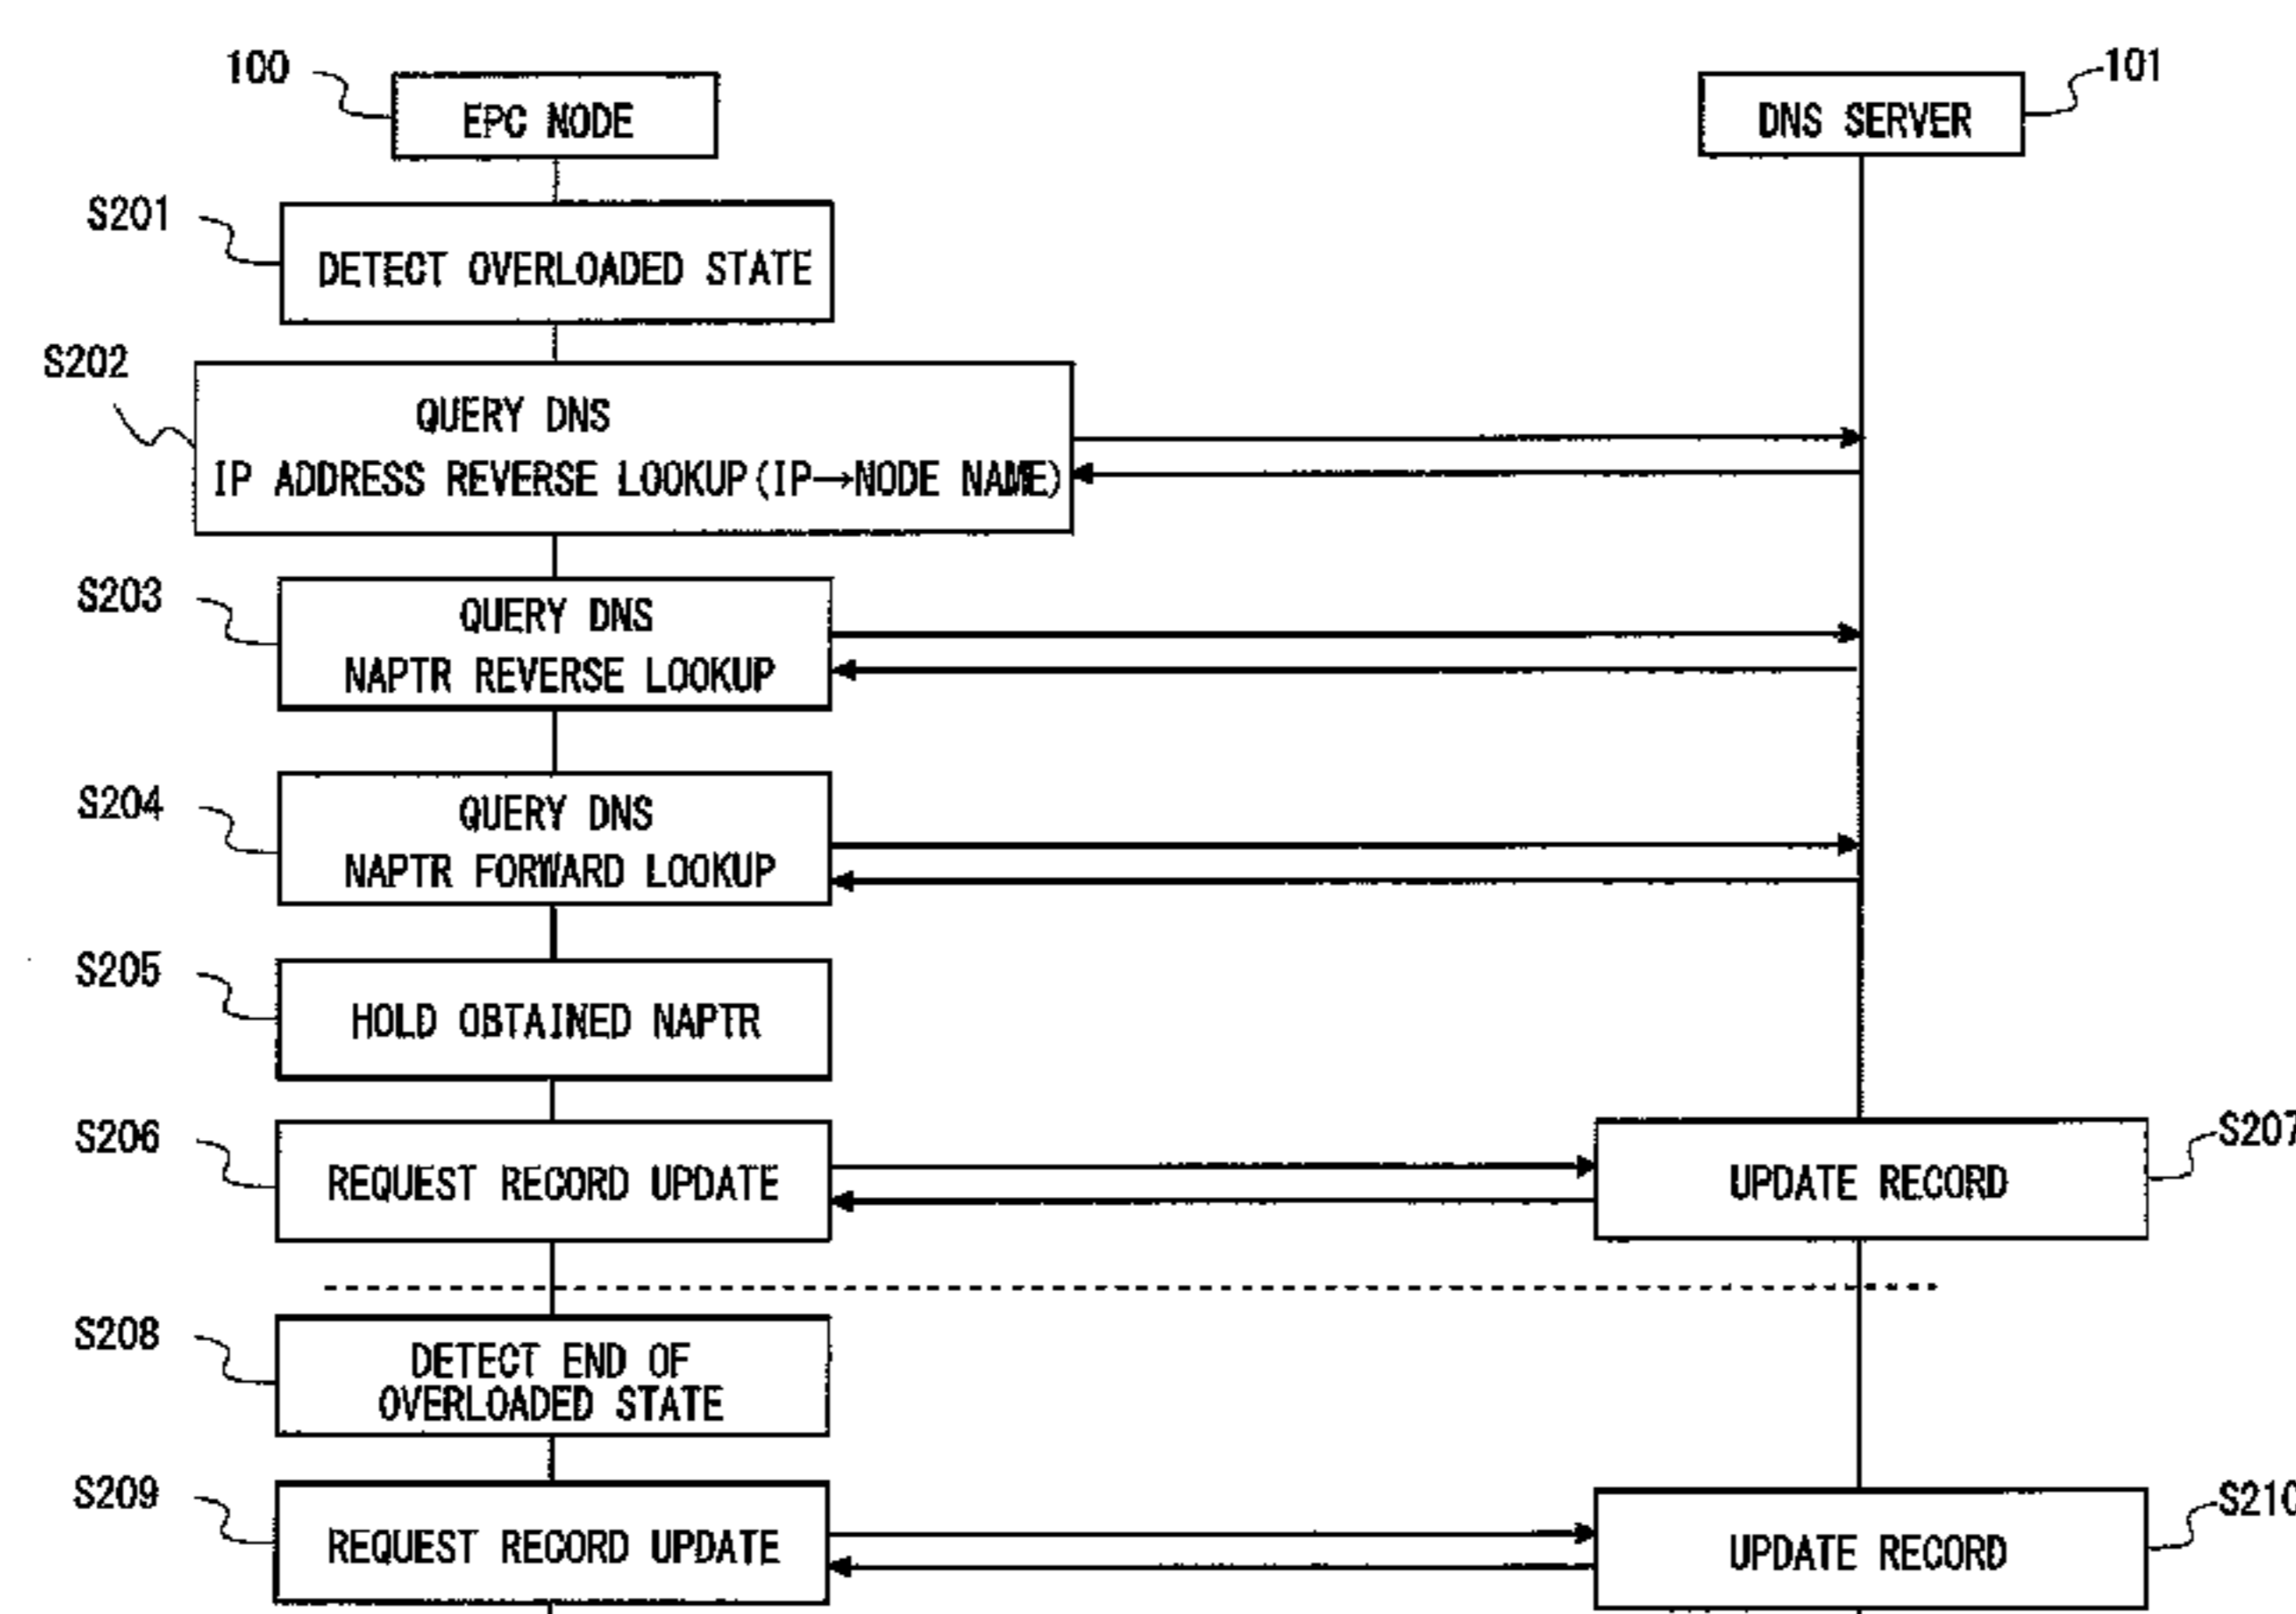 100
EPC NODE
DNS SERVER
101
S201
DETECT OVERLOADED STATE
S202
QUERY DNS
IP ADDRESS REVERSE LOOKUP(IP→NODE NAME)
S203
QUERY DNS
NAPTR REVERSE LOOKUP
S204
QUERY DNS
NAPTR FORWARD LOOKUP
S205
HOLD OBTAINED NAPTR
S206
REQUEST RECORD UPDATE
UPDATE RECORD
S207
S208
DETECT END OF
OVERLOADED STATE
S209
REQUEST RECORD UPDATE
UPDATE RECORD
S210